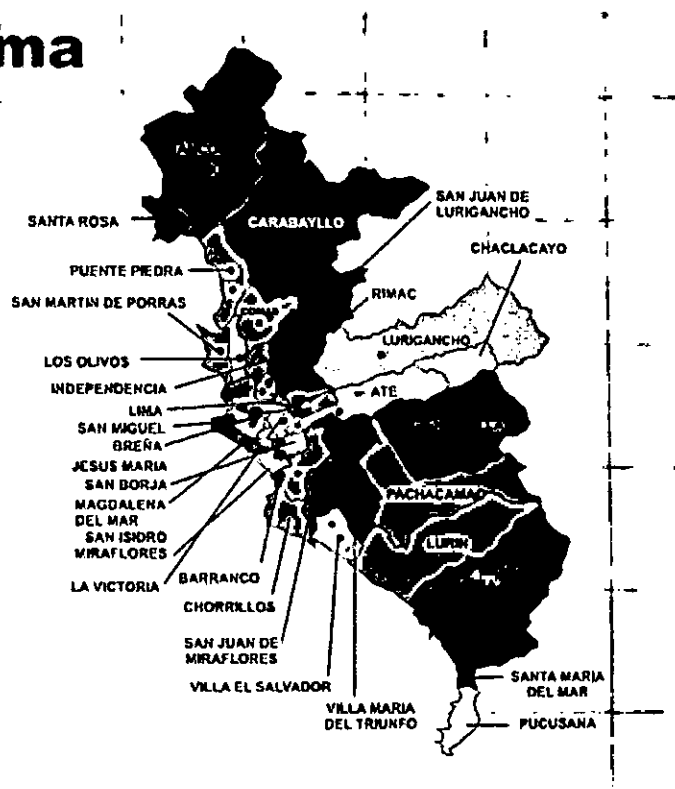 ma
SANTA ROSA
CARABAYLLO
SAN JUAN DE
LURIGANCHO
CHACLACAYO
PUENTE PIEDRA
RIMAC
SAN MARTIN DE PORRAS
COMAS
LURIGANCHO
LOS OLIVOS
INDEPENDENCIA
ATE
LIMA
SAN MIGUEL
BREÑA
JESUS MARIA
SAN BORJA
MAGDALENA
DEL MAR
SAN ISIDRO
MIRAFLORES
LA VICTORIA
PACHACAMAC
LURIN
BARRANCO
CHORRILLOS
SAN JUAN DE
MIRAFLORES
VILLA EL SALVADOR
VILLA MARIA
DEL TRIUNFO
SANTA MARIA
DEL MAR
PUCUSANA